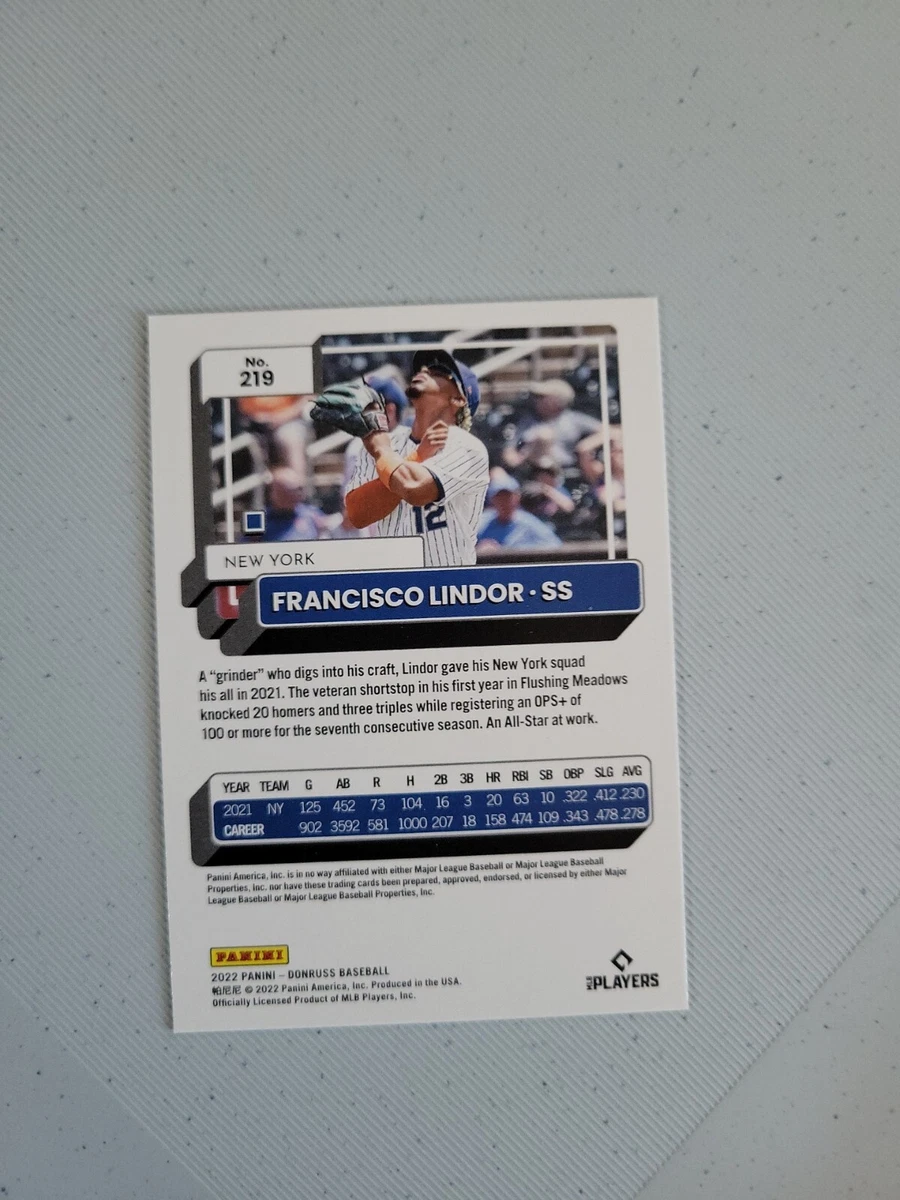 No.
219
12
NEW YORK
FRANCISCO LINDOR · SS
A “grinder” who digs into his craft, Lindor gave his New York squad
his all in 2021. The veteran shortstop in his first year in Flushing Meadows
knocked 20 homers and three triples while registering an OPS+ of
100 or more for the seventh consecutive season. An All-Star at work.
YEAR TEAM G AB R H 2B 3B HR RBI SB OBP SLG AVG
2021 NY 125 452 73 104 16 3 20 63 10 .322 .412 .230
CAREER 902 3592 581 1000 207 18 158 474 109 .343 .478 .278
Panini America, Inc. is in no way affiliated with either Major League Baseball or Major League Baseball
Properties, Inc. nor have these trading cards been prepared, approved, endorsed, or licensed by either Major
League Baseball or Major League Baseball Properties, Inc.
PANINI
2022 PANINI – DONRUSS BASEBALL
帕尼尼 © 2022 Panini America, Inc. Produced in the USA.
Officially Licensed Product of MLB Players, Inc.
MLB PLAYERS